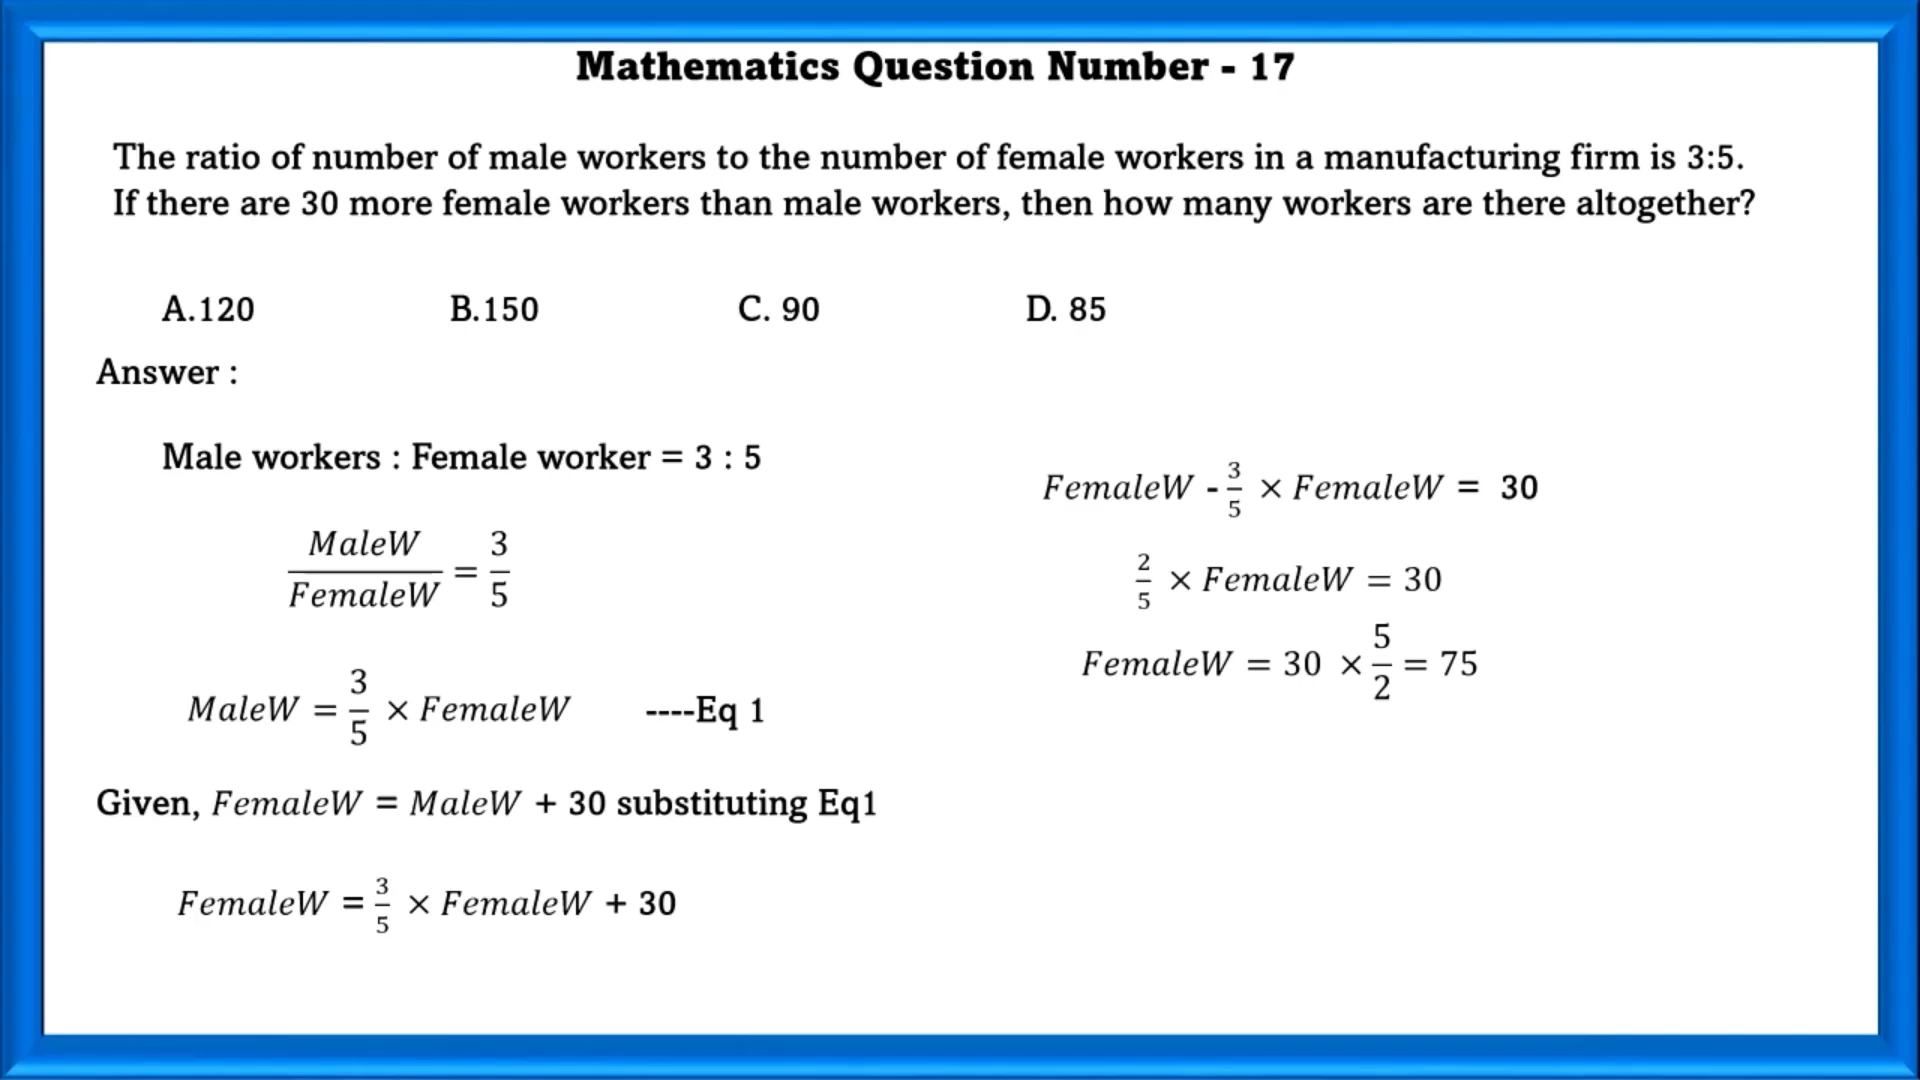 Mathematics Question Number - 17
The ratio of number of male workers to the number of female workers in a manufacturing firm is 3:5.
If there are 30 more female workers than male workers, then how many workers are there altogether?
A.120 B.150 C. 90 D. 85
Answer :
Male workers : Female worker = 3 : 5
MaleW/FemaleW = 3/5
MaleW = 3/5 × FemaleW ----Eq 1
Given, FemaleW = MaleW + 30 substituting Eq1
FemaleW = 3/5 × FemaleW + 30
FemaleW - 3/5 × FemaleW = 30
2/5 × FemaleW = 30
FemaleW = 30 × 5/2 = 75